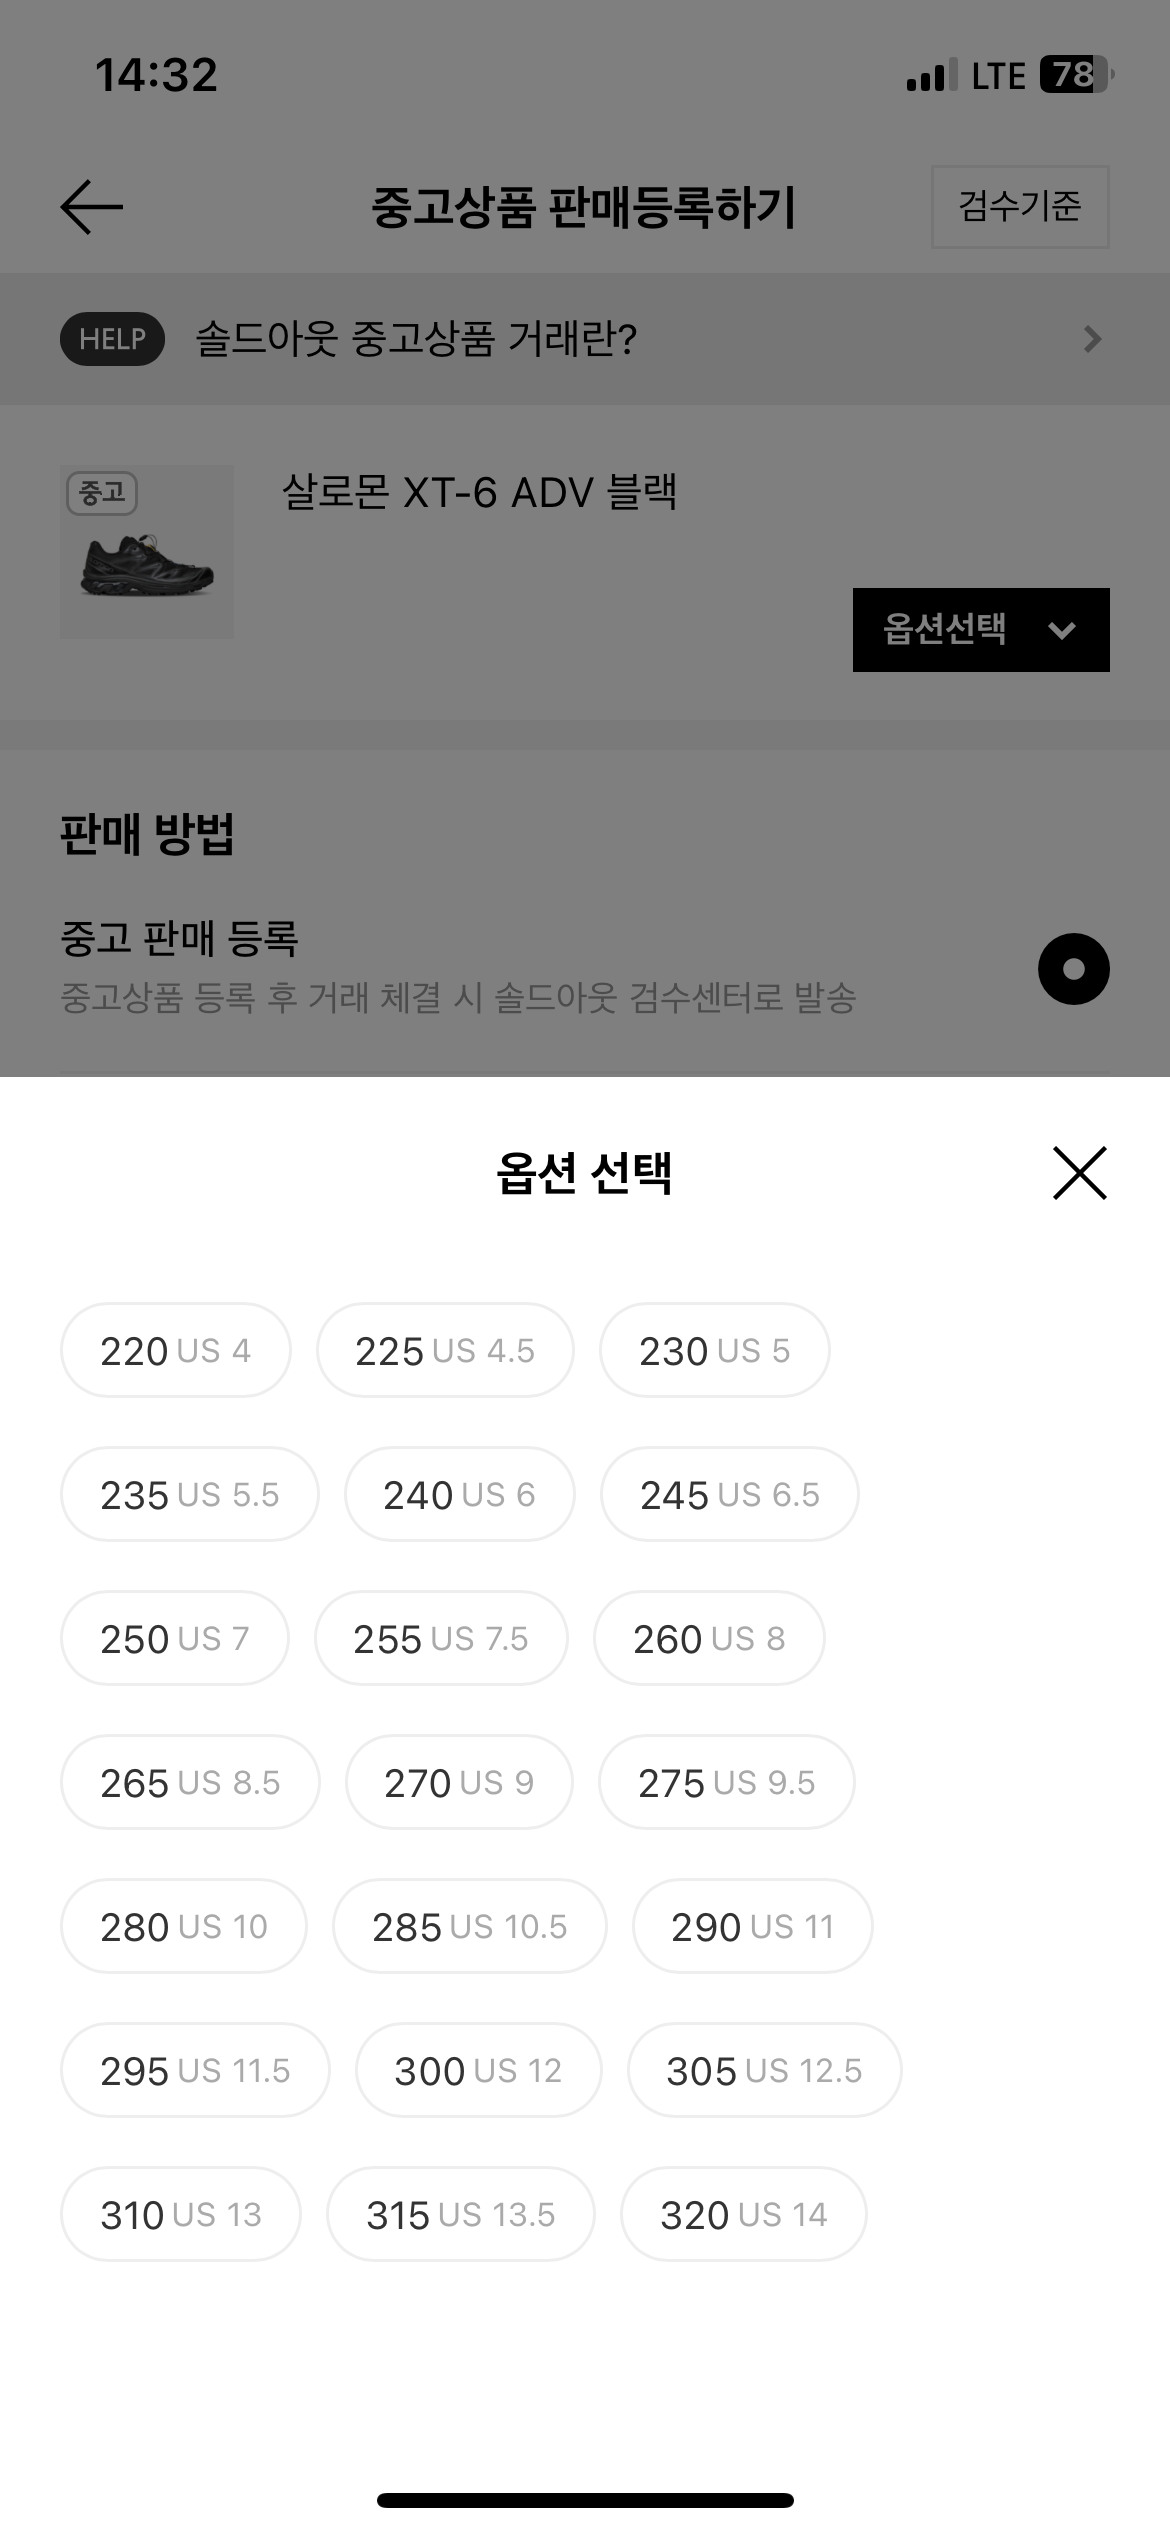 14:32 LTE 78
중고상품 판매등록하기 검수기준
HELP 솔드아웃 중고상품 거래란?
중고 살로몬 XT-6 ADV 블랙
옵션선택
판매 방법
중고 판매 등록
중고상품 등록 후 거래 체결 시 솔드아웃 검수센터로 발송
옵션 선택
220 US 4 225 US 4.5 230 US 5
235 US 5.5 240 US 6 245 US 6.5
250 US 7 255 US 7.5 260 US 8
265 US 8.5 270 US 9 275 US 9.5
280 US 10 285 US 10.5 290 US 11
295 US 11.5 300 US 12 305 US 12.5
310 US 13 315 US 13.5 320 US 14